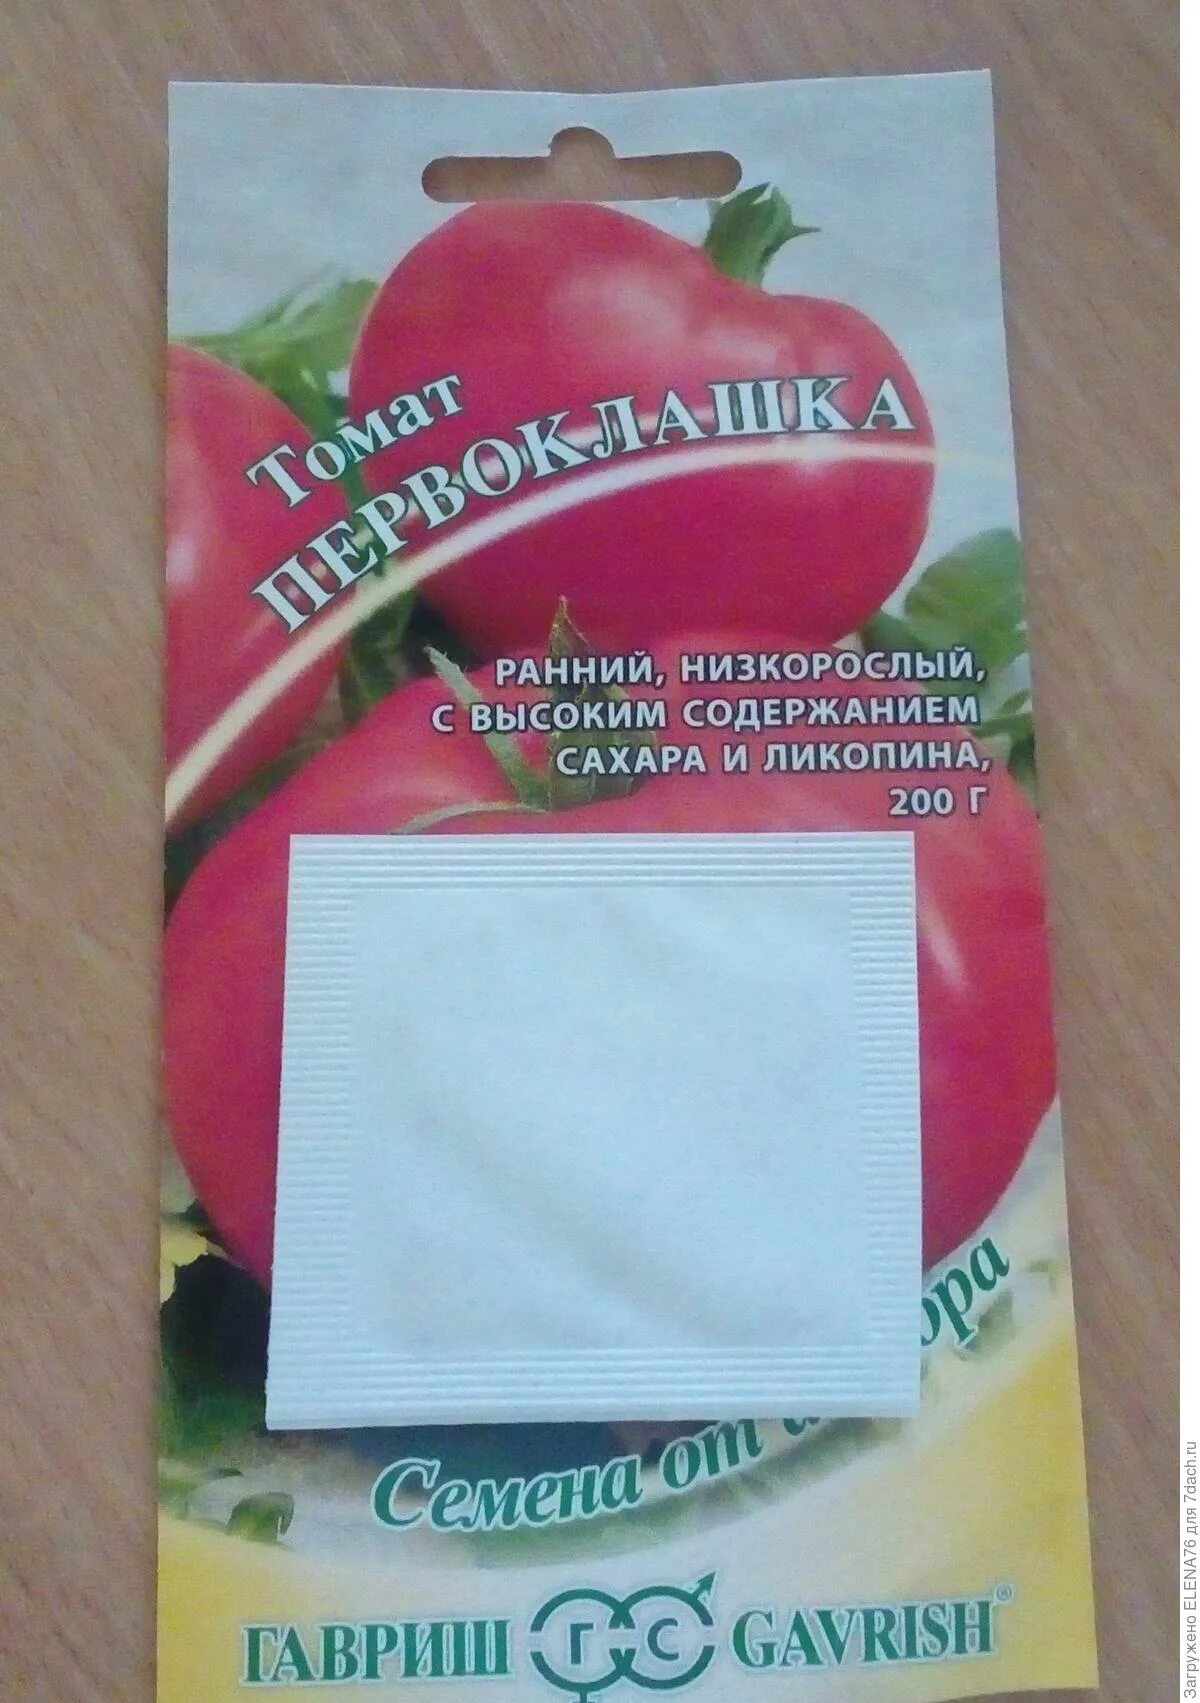 Томат
ПЕРВОКЛАШКА
РАННИЙ, НИЗКОРОСЛЫЙ,
С ВЫСОКИМ СОДЕРЖАНИЕМ
САХАРА И ЛИКОПИНА,
200 Г
Семена от
ГАВРИШ ГС GAVRISH®
Загружено ELENA76 для 7dach.ru